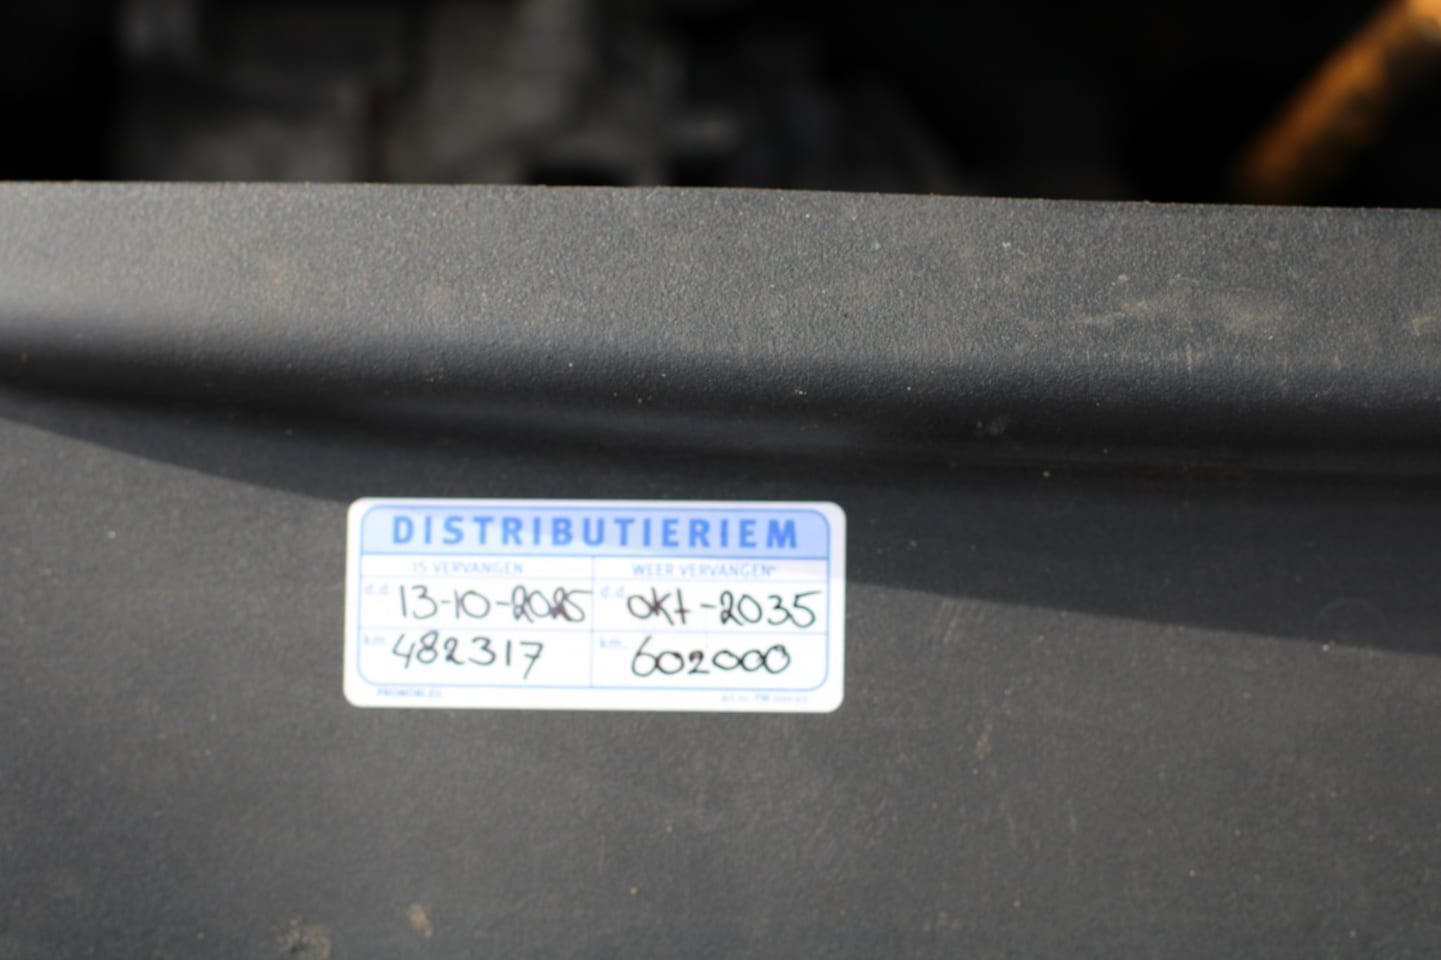 DISTRIBUTIERIEM
IS VERVANGEN WEER VERVANGEN
d.d. 13-10-2025 d.d. okt-2035
km. 482317 km. 602000